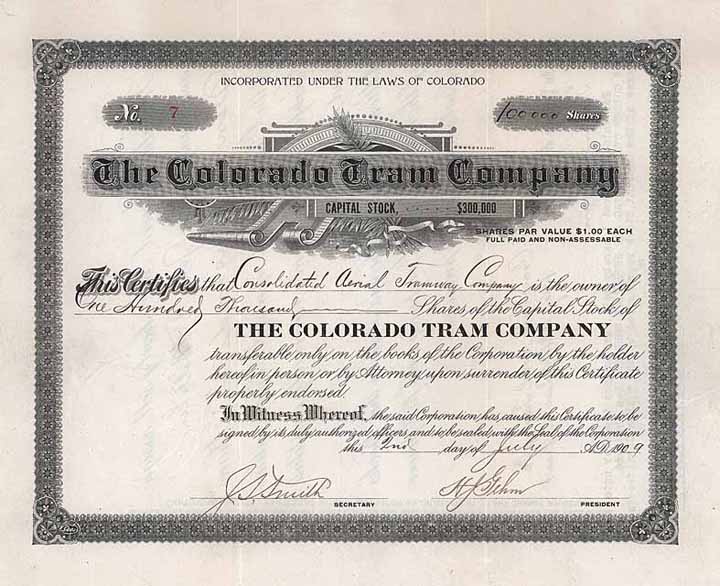 INCORPORATED UNDER THE LAWS OF COLORADO
No. 7
100000 Shares
The Colorado Tram Company
CAPITAL STOCK, $300,000
SHARES PAR VALUE $1.00 EACH
FULL PAID AND NON-ASSESSABLE
This Certifies that Consolidated Aerial Tramway Company is the owner of
One Hundred Thousand Shares of the Capital Stock of
THE COLORADO TRAM COMPANY
transferable only on the books of the Corporation by the holder
hereof in person or by Attorney upon surrender of this Certificate
properly endorsed.
In Witness Whereof, the said Corporation has caused this Certificate to be
signed by its duly authorized officers and to be sealed with the Seal of the Corporation
this 2nd day of July A.D. 1909
J. S. Smith
SECRETARY
PRESIDENT